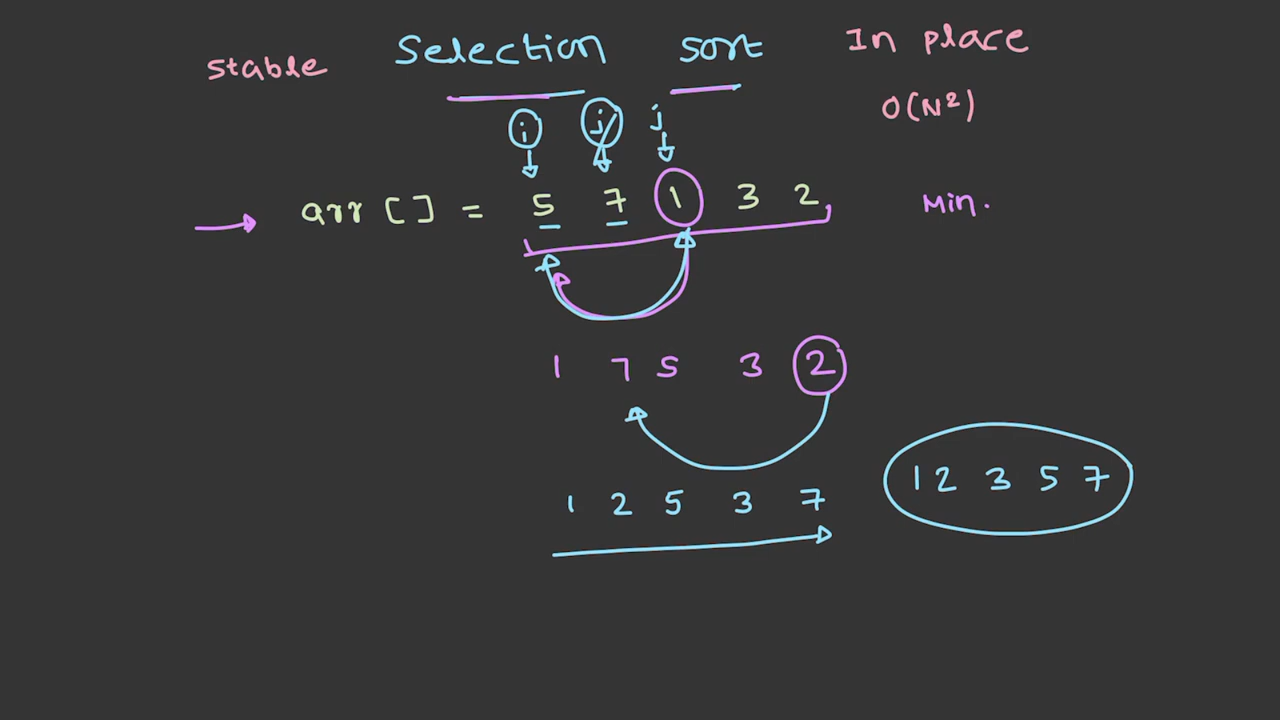 Stable Selection sort In place
O(N²)
i j j
arr [] = 5 7 1 3 2 Min.
1 7 5 3 2
1 2 3 5 7
1 2 5 3 7